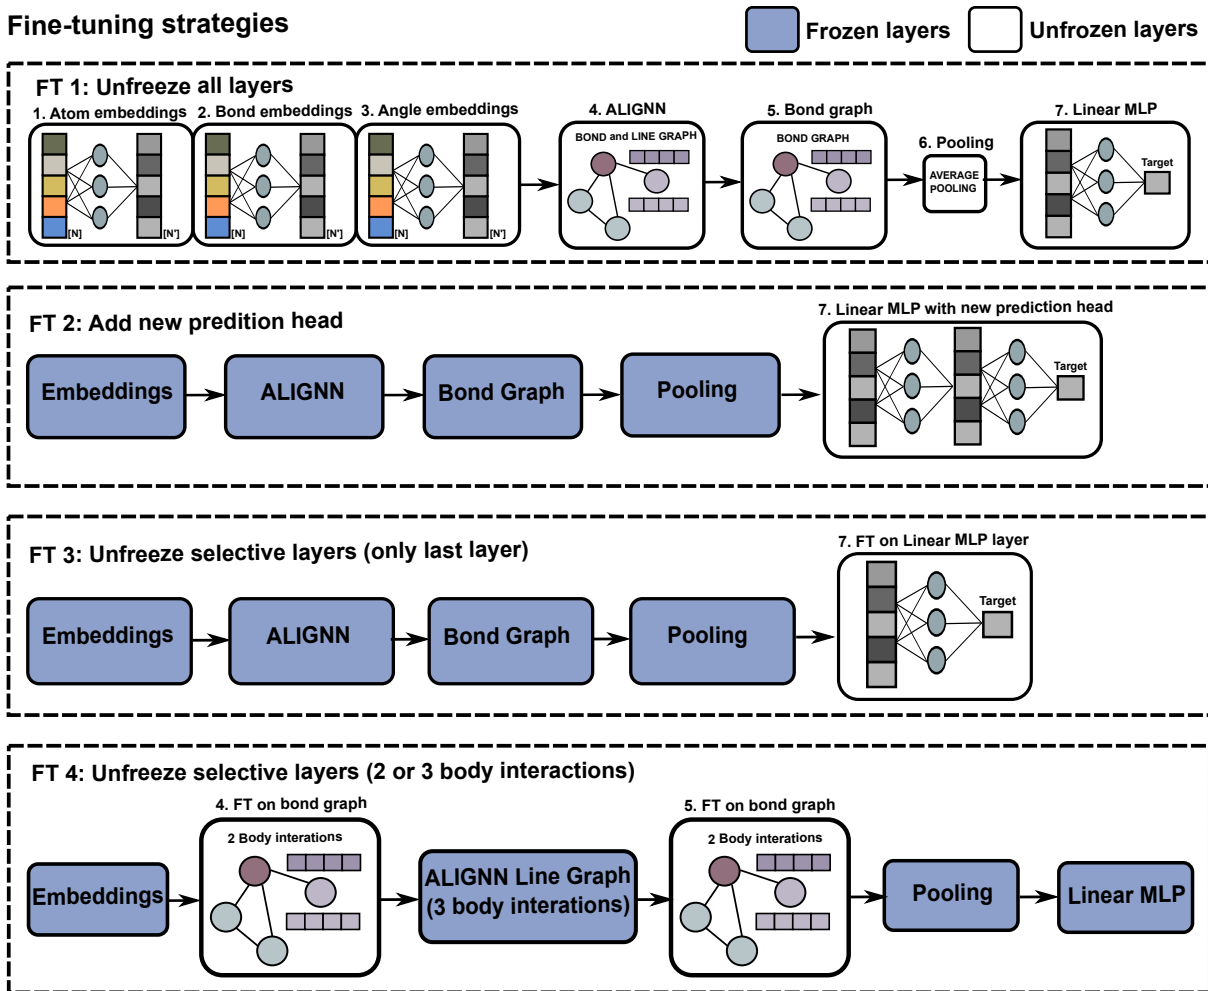 Fine-tuning strategies
Frozen layers
Unfrozen layers
FT 1: Unfreeze all layers
1. Atom embeddings
2. Bond embeddings
3. Angle embeddings
4. ALIGNN
5. Bond graph
6. Pooling
7. Linear MLP
[N]
[N']
[N]
[N']
[N]
[N']
BOND and LINE GRAPH
BOND GRAPH
AVERAGE
POOLING
Target
FT 2: Add new predition head
7. Linear MLP with new prediction head
Embeddings
ALIGNN
Bond Graph
Pooling
Target
FT 3: Unfreeze selective layers (only last layer)
7. FT on Linear MLP layer
Embeddings
ALIGNN
Bond Graph
Pooling
Target
FT 4: Unfreeze selective layers (2 or 3 body interactions)
4. FT on bond graph
5. FT on bond graph
Embeddings
2 Body interations
ALIGNN Line Graph
(3 body interations)
2 Body interations
Pooling
Linear MLP